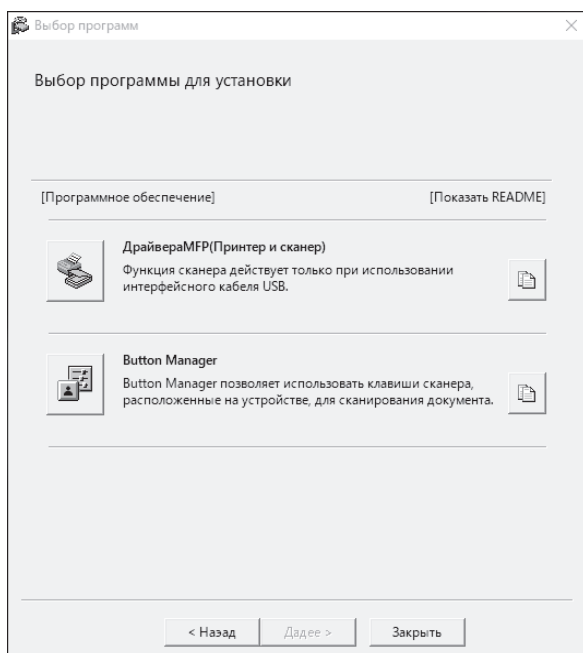 Выбор программ
Выбор программы для установки
[Программное обеспечение] [Показать README]
ДрайвераMFP(Принтер и сканер)
Функция сканера действует только при использовании
интерфейсного кабеля USB.
Button Manager
Button Manager позволяет использовать клавиши сканера,
расположенные на устройстве, для сканирования документа.
< Назад Далее > Закрыть